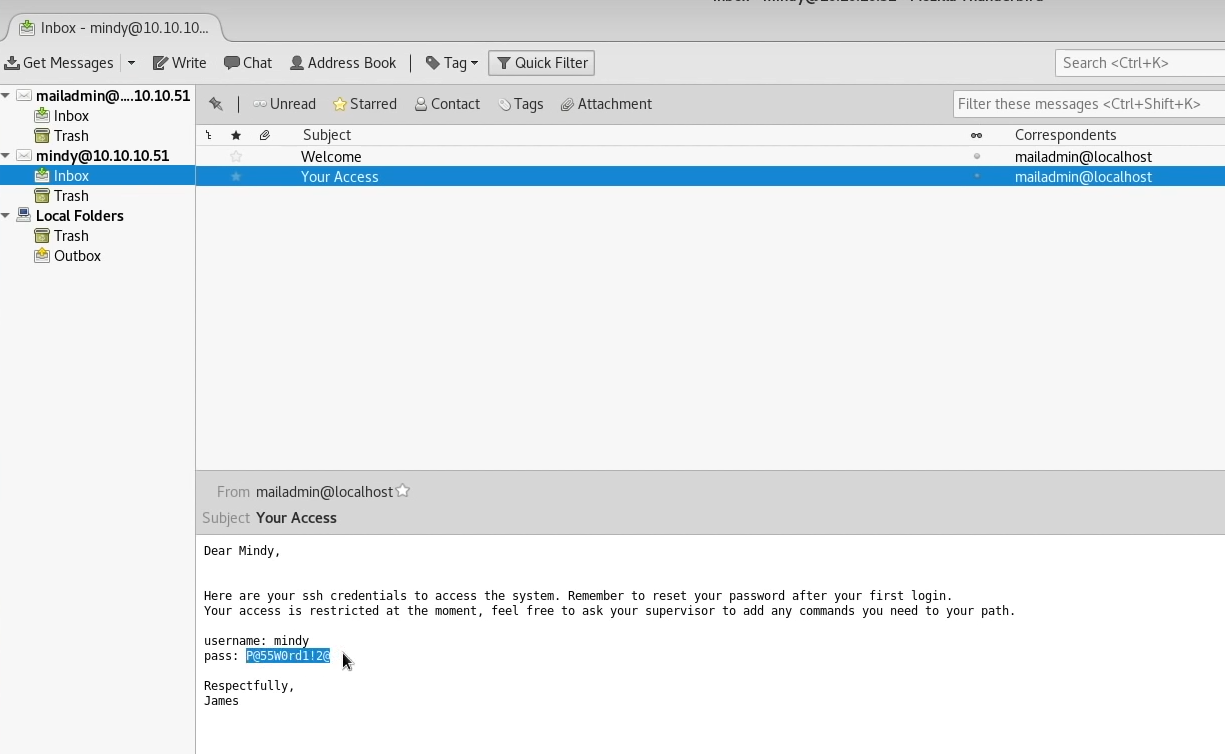 Inbox - mindy@10.10.10...
Get Messages Write Chat Address Book Tag Quick Filter Search <Ctrl+K>
mailadmin@....10.10.51
Inbox
Trash
mindy@10.10.10.51
Inbox
Trash
Local Folders
Trash
Outbox
Unread Starred Contact Tags Attachment Filter these messages <Ctrl+Shift+K>
Subject Correspondents
Welcome mailadmin@localhost
Your Access mailadmin@localhost
From mailadmin@localhost
Subject Your Access
Dear Mindy,
Here are your ssh credentials to access the system. Remember to reset your password after your first login.
Your access is restricted at the moment, feel free to ask your supervisor to add any commands you need to your path.
username: mindy
pass: P@55W0rd1!2@
Respectfully,
James